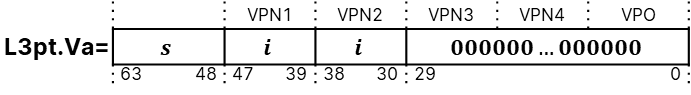 VPN1 VPN2 VPN3 VPN4 VPO
L3pt.Va= s i i 000000 ... 000000
63 48 47 39 38 30 29 0